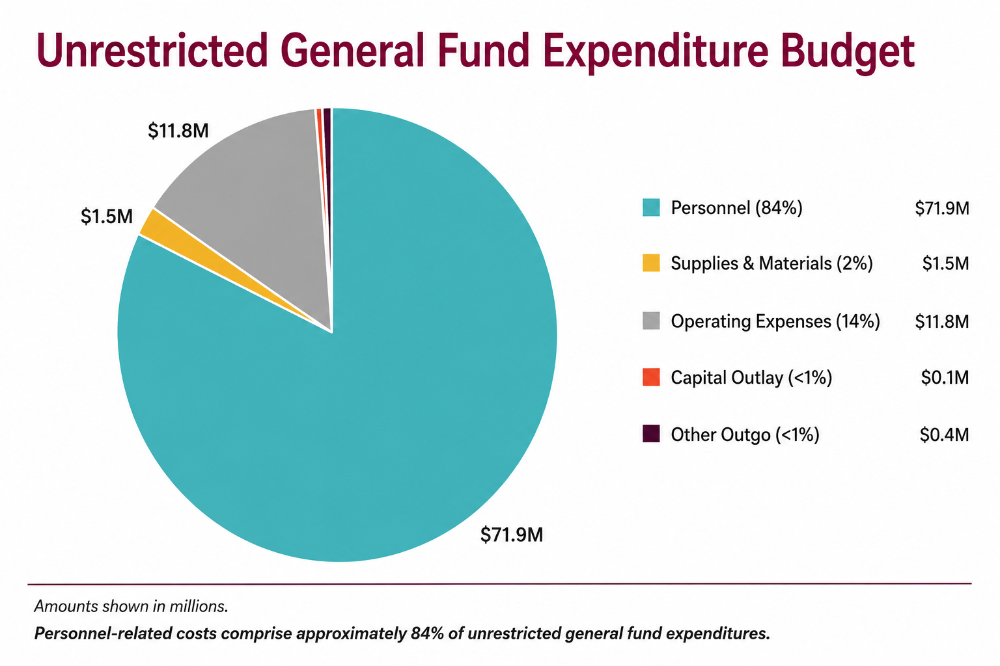 Unrestricted General Fund Expenditure Budget
$11.8M
$1.5M
$71.9M
Personnel (84%) $71.9M
Supplies & Materials (2%) $1.5M
Operating Expenses (14%) $11.8M
Capital Outlay (<1%) $0.1M
Other Outgo (<1%) $0.4M
Amounts shown in millions.
Personnel-related costs comprise approximately 84% of unrestricted general fund expenditures.